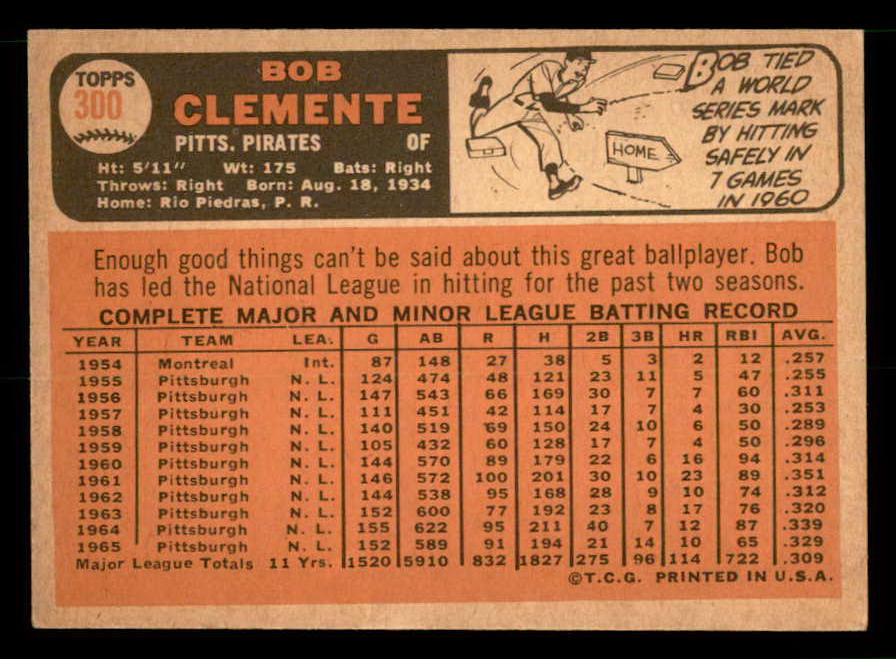 TOPPS
300
BOB
CLEMENTE
PITTS. PIRATES OF
Ht: 5'11" Wt: 175 Bats: Right
Throws: Right Born: Aug. 18, 1934
Home: Rio Piedras, P. R.
HOME
BOB TIED
A WORLD
SERIES MARK
BY HITTING
SAFELY IN
7 GAMES
IN 1960
Enough good things can't be said about this great ballplayer. Bob
has led the National League in hitting for the past two seasons.
COMPLETE MAJOR AND MINOR LEAGUE BATTING RECORD
YEAR TEAM LEA. G AB R H 2B 3B HR RBI AVG.
1954 Montreal Int. 87 148 27 38 5 3 2 12 .257
1955 Pittsburgh N. L. 124 474 48 121 23 11 5 47 .255
1956 Pittsburgh N. L. 147 543 66 169 30 7 7 60 .311
1957 Pittsburgh N. L. 111 451 42 114 17 7 4 30 .253
1958 Pittsburgh N. L. 140 519 69 150 24 10 6 50 .289
1959 Pittsburgh N. L. 105 432 60 128 17 7 4 50 .296
1960 Pittsburgh N. L. 144 570 89 179 22 6 16 94 .314
1961 Pittsburgh N. L. 146 572 100 201 30 10 23 89 .351
1962 Pittsburgh N. L. 144 538 95 168 28 9 10 74 .312
1963 Pittsburgh N. L. 152 600 77 192 23 8 17 76 .320
1964 Pittsburgh N. L. 155 622 95 211 40 7 12 87 .339
1965 Pittsburgh N. L. 152 589 91 194 21 14 10 65 .329
Major League Totals 11 Yrs. 1520 5910 832 1827 275 96 114 722 .309
©T.C.G. PRINTED IN U.S.A.